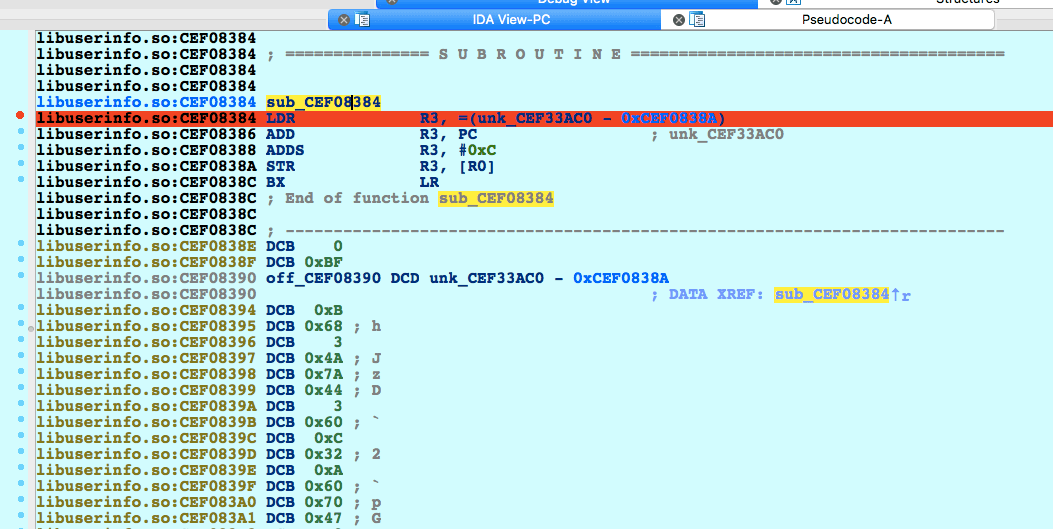 Debug View Structures
IDA View-PC Pseudocode-A
libuserinfo.so:CEF08384
libuserinfo.so:CEF08384 ; =============== S U B R O U T I N E =======================================
libuserinfo.so:CEF08384
libuserinfo.so:CEF08384
libuserinfo.so:CEF08384 sub_CEF08384
libuserinfo.so:CEF08384 LDR R3, =(unk_CEF33AC0 - 0xCEF0838A)
libuserinfo.so:CEF08386 ADD R3, PC ; unk_CEF33AC0
libuserinfo.so:CEF08388 ADDS R3, #0xC
libuserinfo.so:CEF0838A STR R3, [R0]
libuserinfo.so:CEF0838C BX LR
libuserinfo.so:CEF0838C ; End of function sub_CEF08384
libuserinfo.so:CEF0838C
libuserinfo.so:CEF0838C ; ---------------------------------------------------------------------------
libuserinfo.so:CEF0838E DCB 0
libuserinfo.so:CEF0838F DCB 0xBF
libuserinfo.so:CEF08390 off_CEF08390 DCD unk_CEF33AC0 - 0xCEF0838A
libuserinfo.so:CEF08390 ; DATA XREF: sub_CEF08384↑r
libuserinfo.so:CEF08394 DCB 0xB
libuserinfo.so:CEF08395 DCB 0x68 ; h
libuserinfo.so:CEF08396 DCB 3
libuserinfo.so:CEF08397 DCB 0x4A ; J
libuserinfo.so:CEF08398 DCB 0x7A ; z
libuserinfo.so:CEF08399 DCB 0x44 ; D
libuserinfo.so:CEF0839A DCB 3
libuserinfo.so:CEF0839B DCB 0x60 ; `
libuserinfo.so:CEF0839C DCB 0xC
libuserinfo.so:CEF0839D DCB 0x32 ; 2
libuserinfo.so:CEF0839E DCB 0xA
libuserinfo.so:CEF0839F DCB 0x60 ; `
libuserinfo.so:CEF083A0 DCB 0x70 ; p
libuserinfo.so:CEF083A1 DCB 0x47 ; G